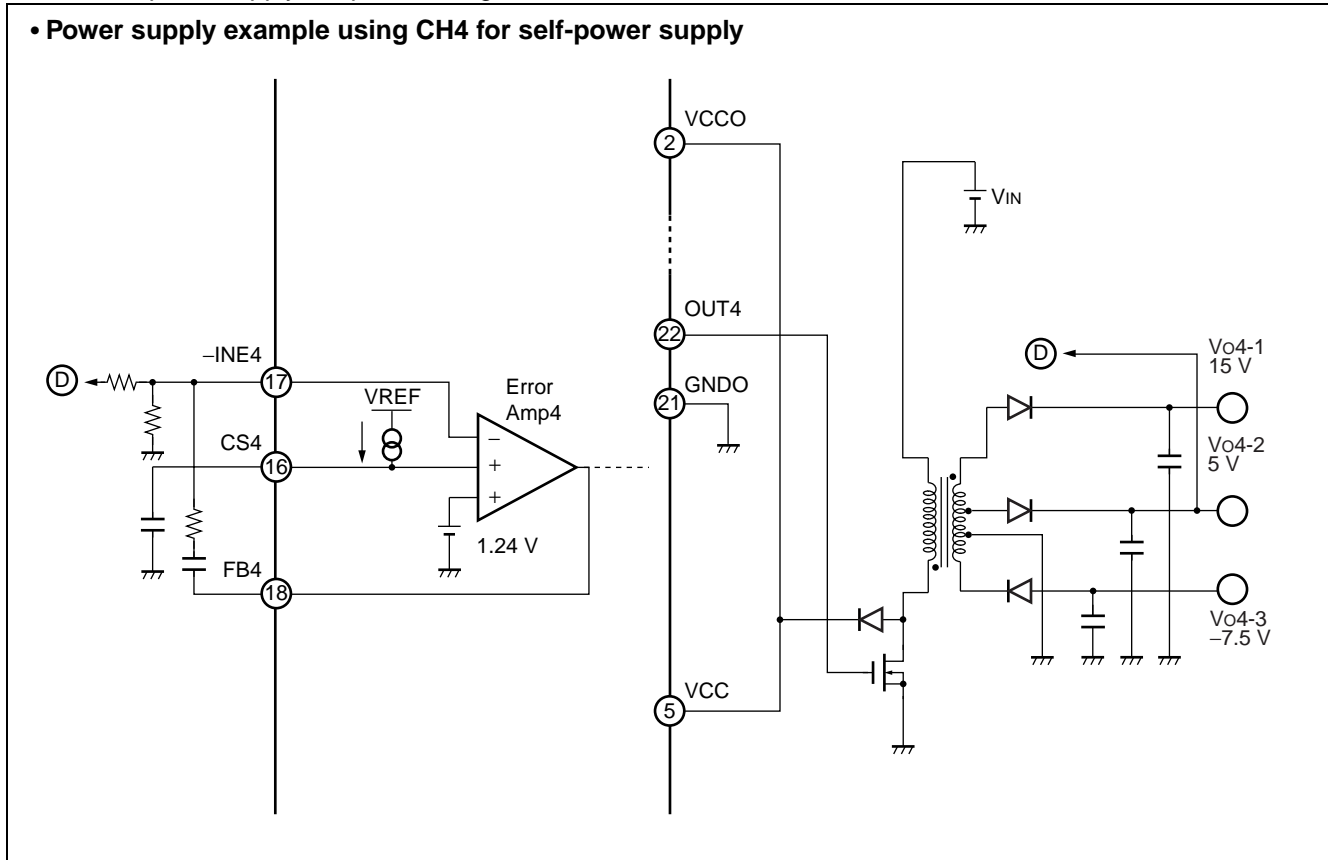 • Power supply example using CH4 for self-power supply
VCCO
2
VIN
OUT4
22
–INE4
D
17
VREF
Error
Amp4
GNDO
21
D
VO4-1
15 V
CS4
16
–
+
+
VO4-2
5 V
1.24 V
FB4
18
VO4-3
–7.5 V
VCC
5